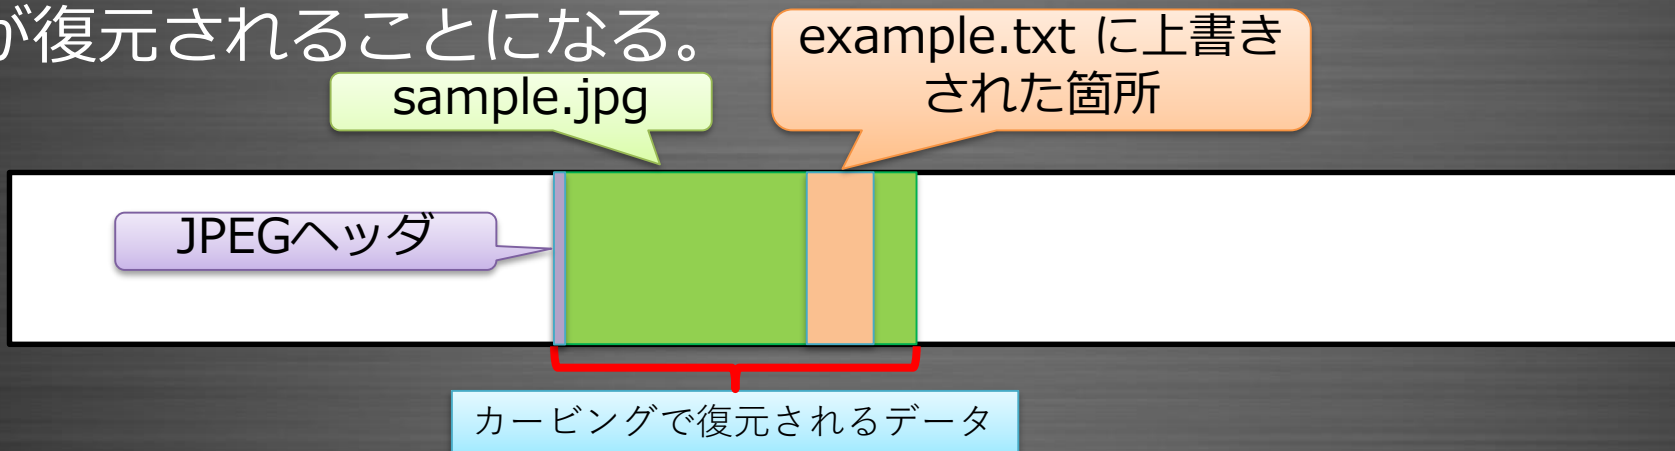 が復元されることになる。
example.txt に上書き
された箇所
sample.jpg
JPEGヘッダ
カービングで復元されるデータ